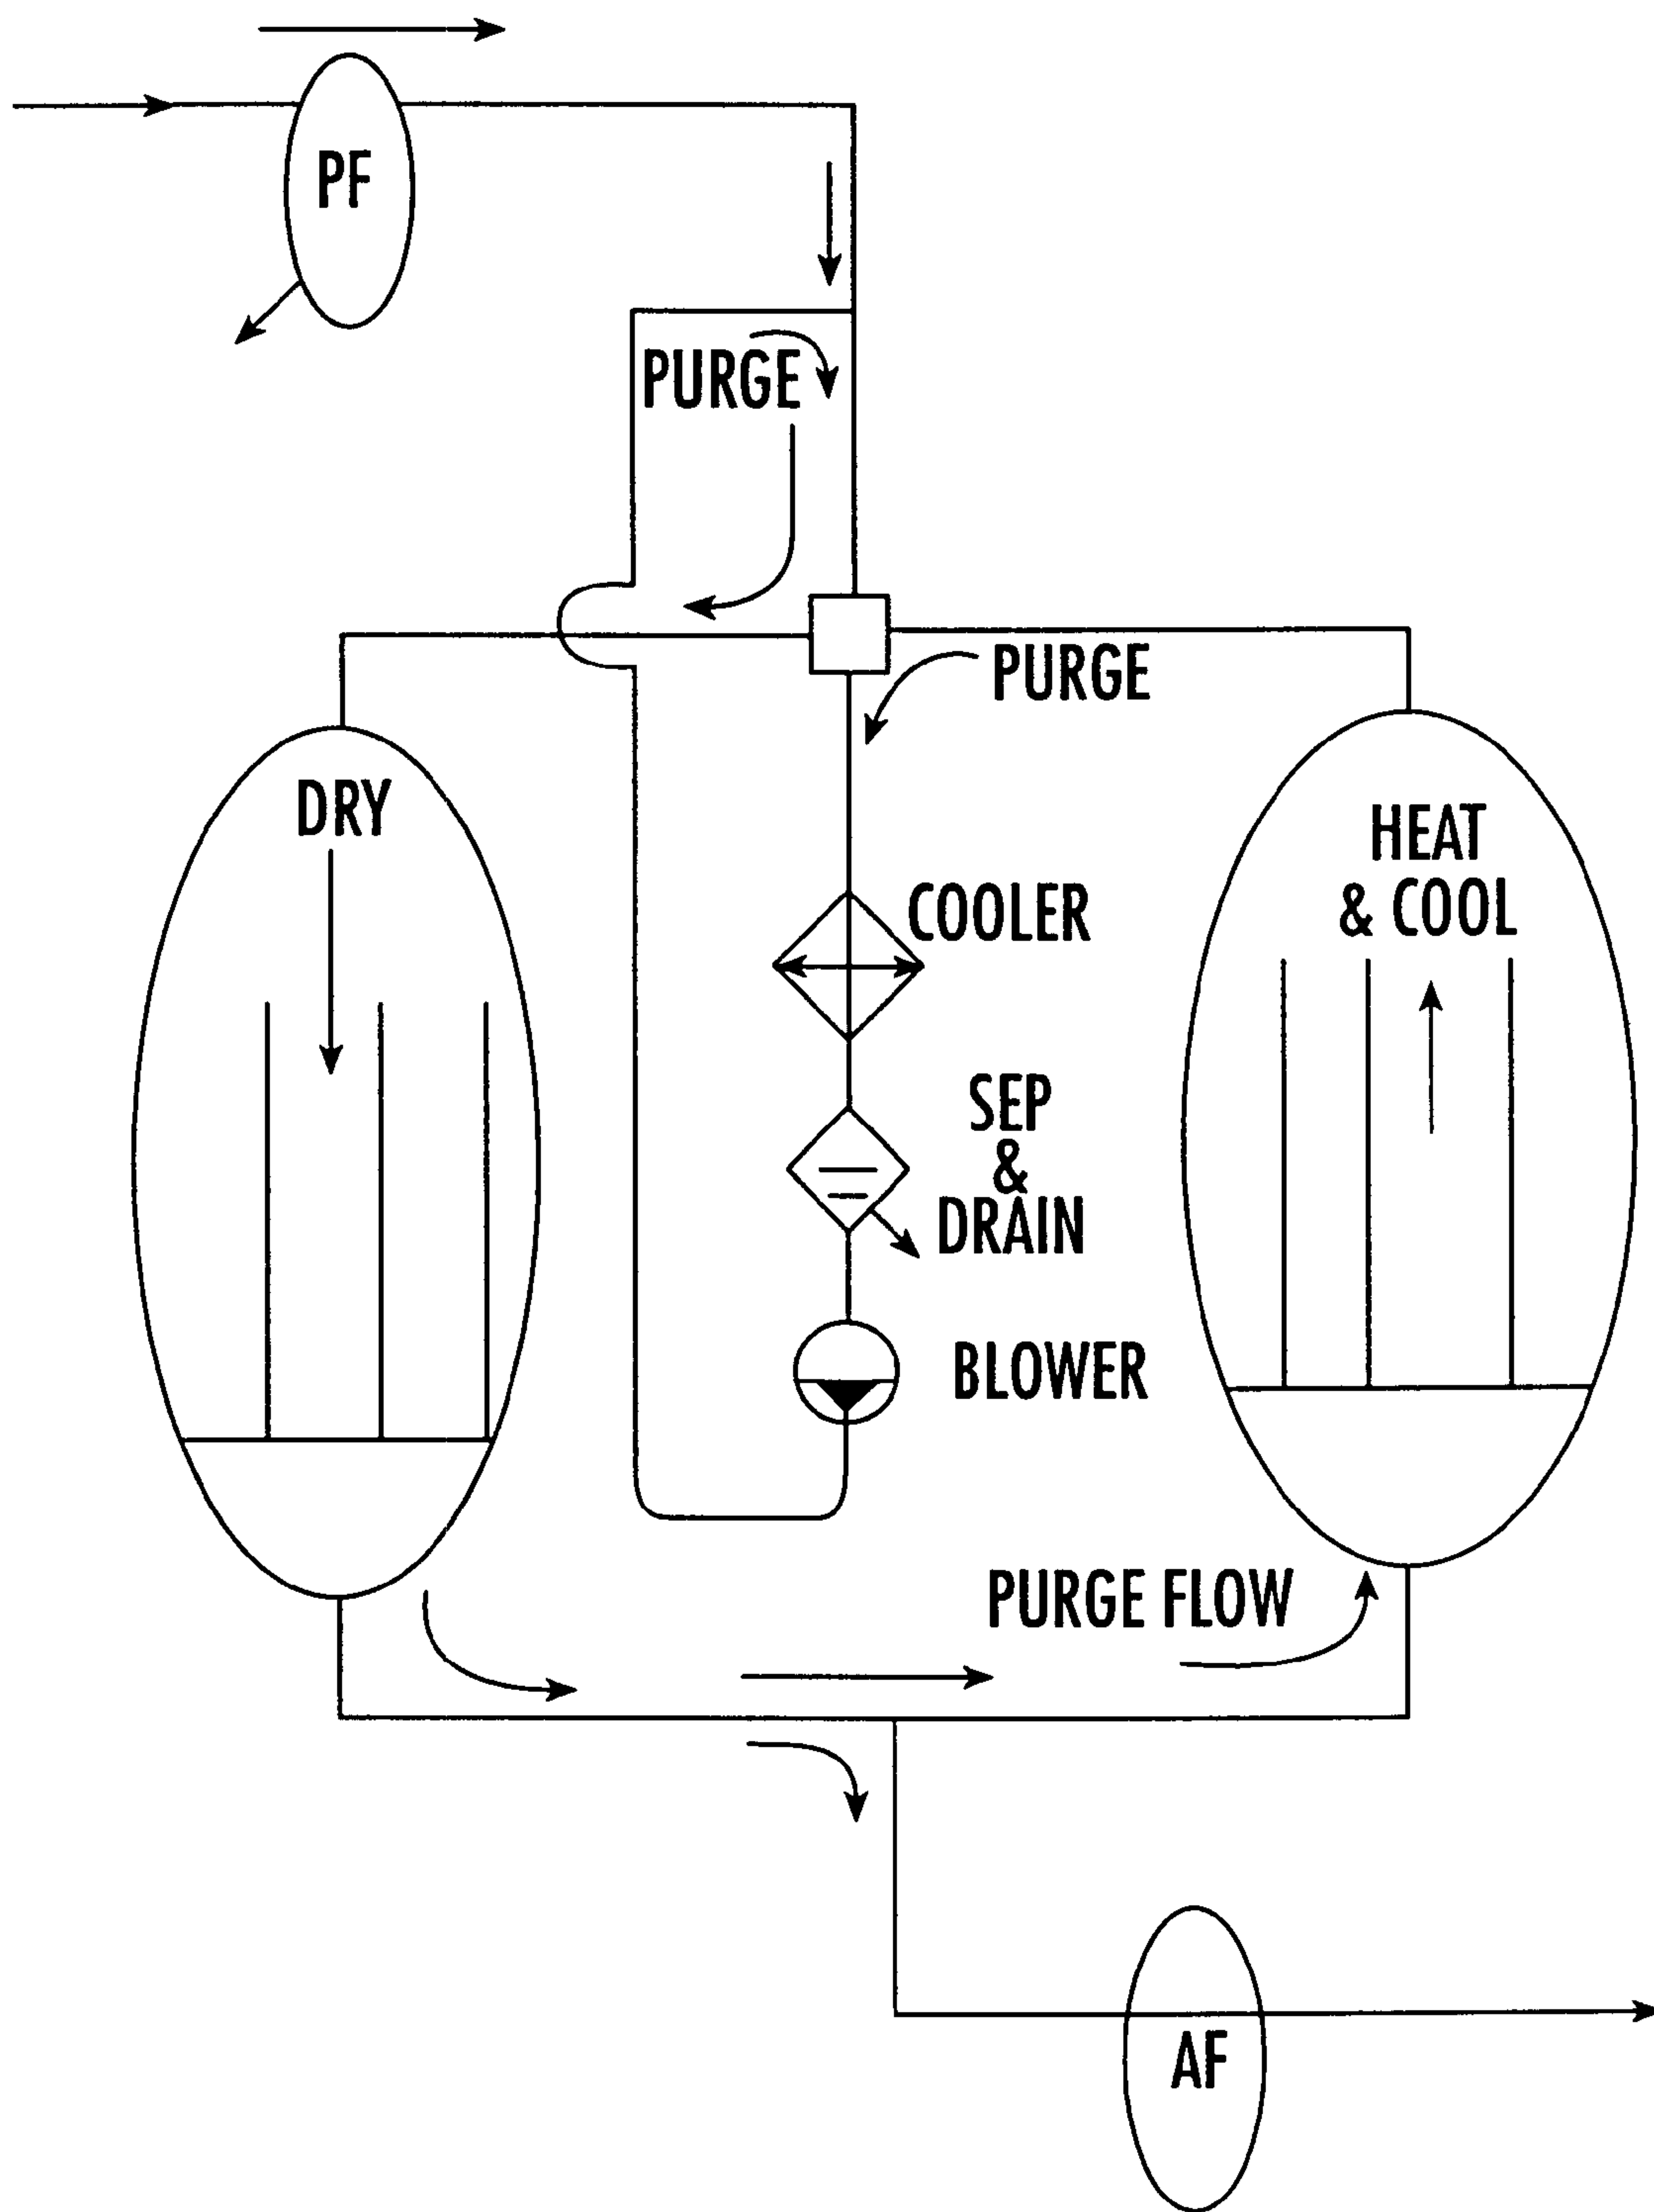 PF
PURGE
PURGE
DRY
HEAT
& COOL
COOLER
SEP
&
DRAIN
BLOWER
PURGE FLOW
AF